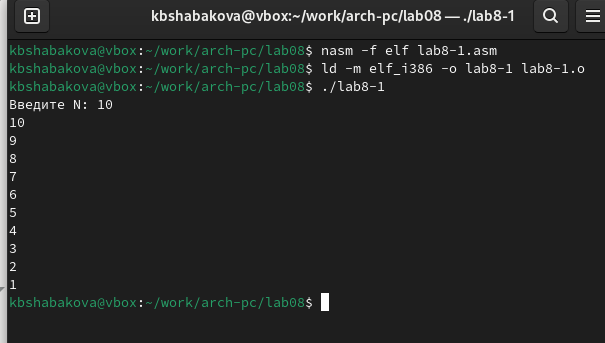 kbshabakova@vbox:~/work/arch-pc/lab08 — ./lab8-1
kbshabakova@vbox:~/work/arch-pc/lab08$ nasm -f elf lab8-1.asm
kbshabakova@vbox:~/work/arch-pc/lab08$ ld -m elf_i386 -o lab8-1 lab8-1.o
kbshabakova@vbox:~/work/arch-pc/lab08$ ./lab8-1
Введите N: 10
10
9
8
7
6
5
4
3
2
1
kbshabakova@vbox:~/work/arch-pc/lab08$